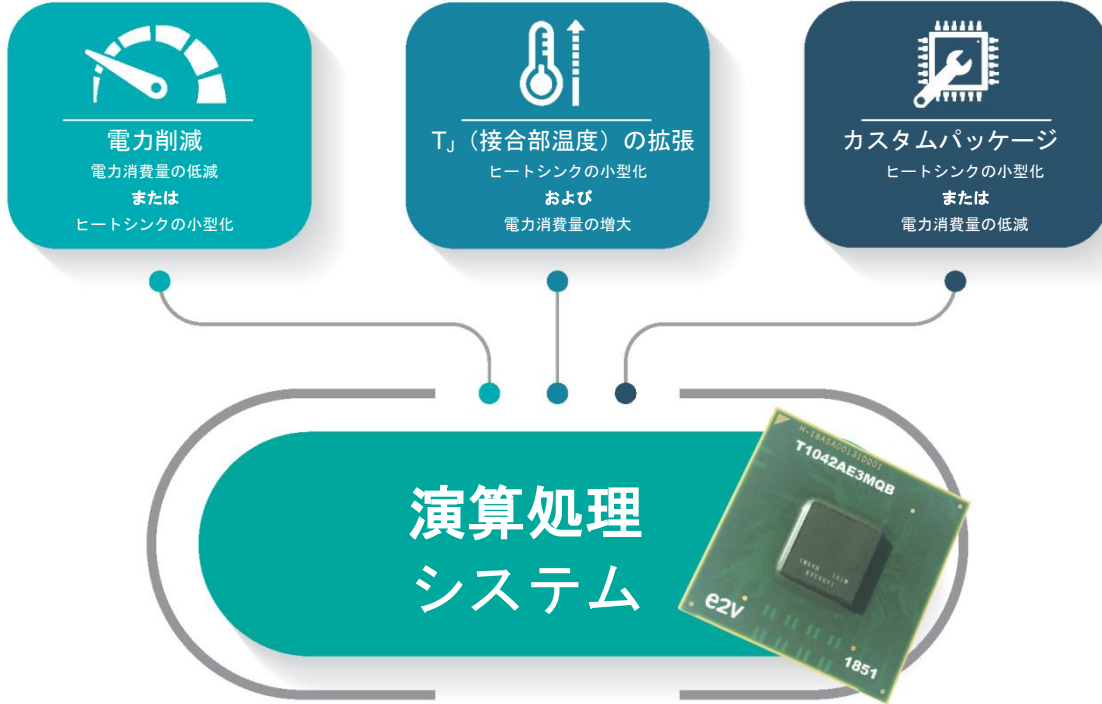 電力削減
電力消費量の低減
または
ヒートシンクの小型化
TJ（接合部温度）の拡張
ヒートシンクの小型化
および
電力消費量の増大
カスタムパッケージ
ヒートシンクの小型化
または
電力消費量の低減
演算処理
システム
H-18ASA00131D001
T1042AE3MQB
e2v
1851